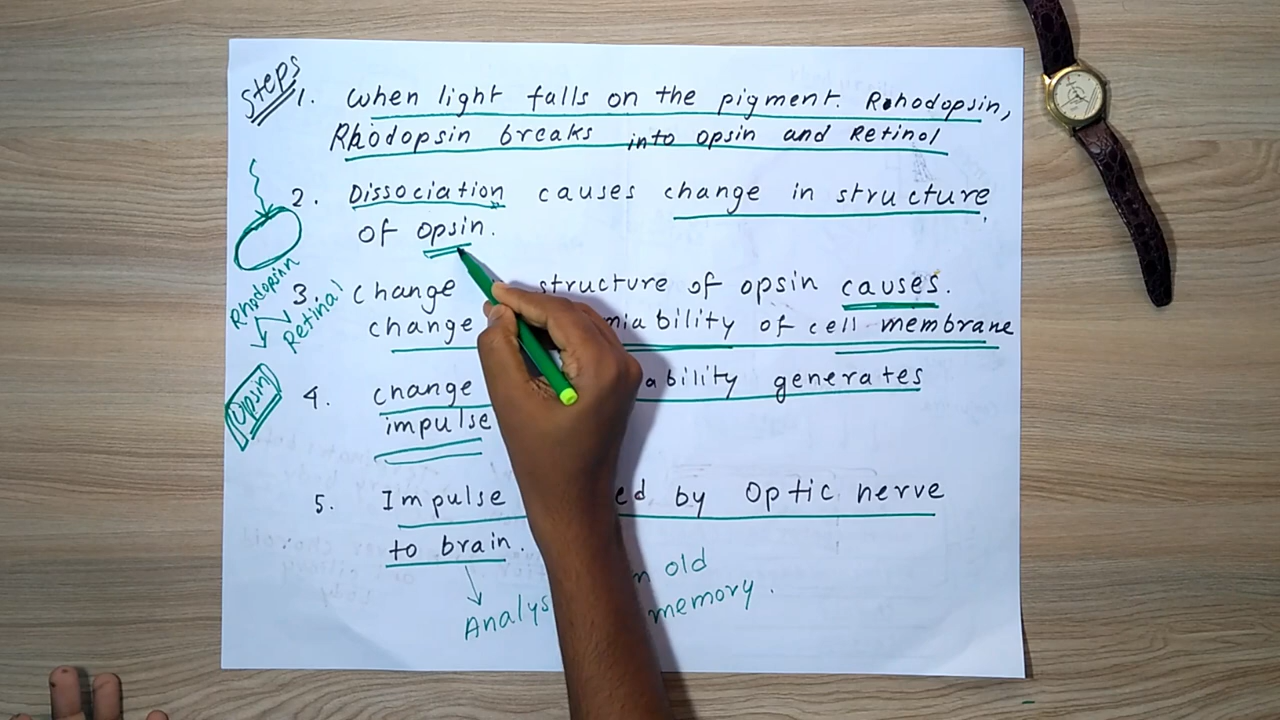 Steps
1. When light falls on the pigment. Rhodopsin,
Rhodopsin breaks into opsin and Retinol
2. Dissociation causes change in structure
of opsin.
3. Change structure of opsin causes.
change miability of cell membrane
4. change ability generates
impulse
5. Impulse ed by Optic nerve
to brain.
Analys n old
memory.
Rhodopsin
Retinal
Opsin